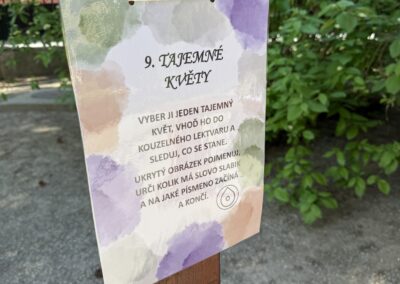 9. TAJEMNÉ
KVĚTY
VYBER JI JEDEN TAJEMNÝ
KVĚT, VHOĎ HO DO
KOUZELNÉHO LEKTVARU A
SLEDUJ, CO SE STANE.
UKRYTÝ OBRÁZEK POJMENUJ,
URČI KOLIK MÁ SLOVO SLABIK
A NA JAKÉ PÍSMENO ZAČÍNÁ
A KONČÍ.